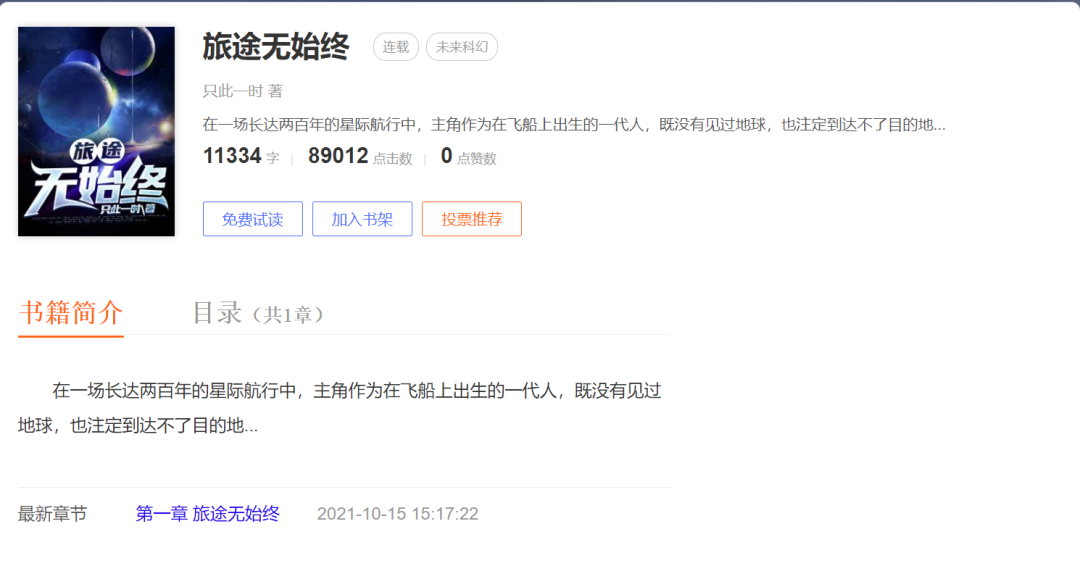 旅途无始终 连载 未来科幻
只此一时 著
在一场长达两百年的星际航行中，主角作为在飞船上出生的一代人，既没有见过地球，也注定到达不了目的地...
11334 字 | 89012 点击数 | 0 点赞数
免费试读 加入书架 投票推荐
旅途
无始终
只此一时 著
书籍简介 目录（共1章）
在一场长达两百年的星际航行中，主角作为在飞船上出生的一代人，既没有见过
地球，也注定到达不了目的地...
最新章节 第一章 旅途无始终 2021-10-15 15:17:22